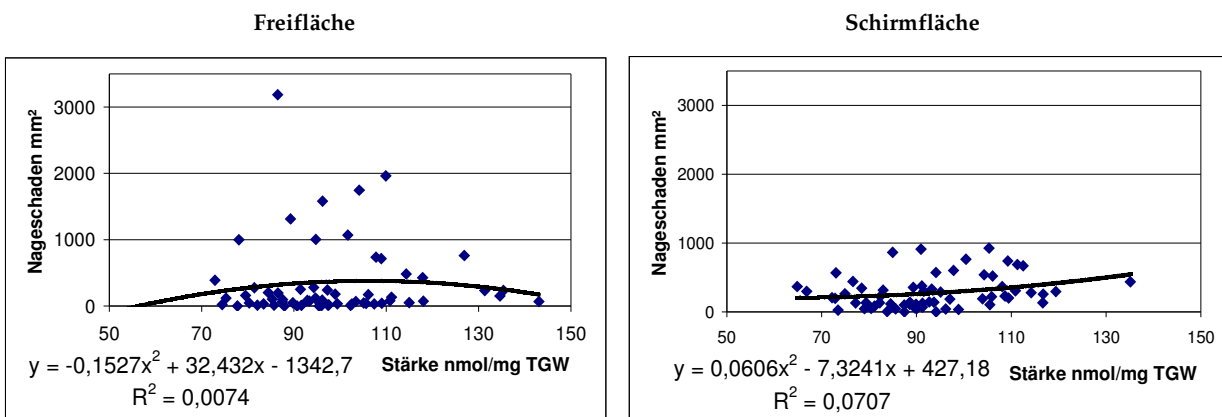 Freifläche
Nageschaden mm²
3000
2000
1000
0
50 70 90 110 130 150
y = -0,1527x² + 32,432x - 1342,7 Stärke nmol/mg TGW
R² = 0,0074
Schirmfläche
Nageschaden mm²
3000
2000
1000
0
50 70 90 110 130 150
y = 0,0606x² - 7,3241x + 427,18 Stärke nmol/mg TGW
R² = 0,0707